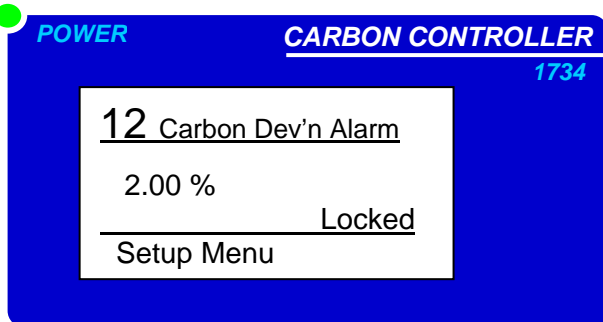 POWER
CARBON CONTROLLER
1734
12 Carbon Dev'n Alarm
2.00 %
Locked
Setup Menu